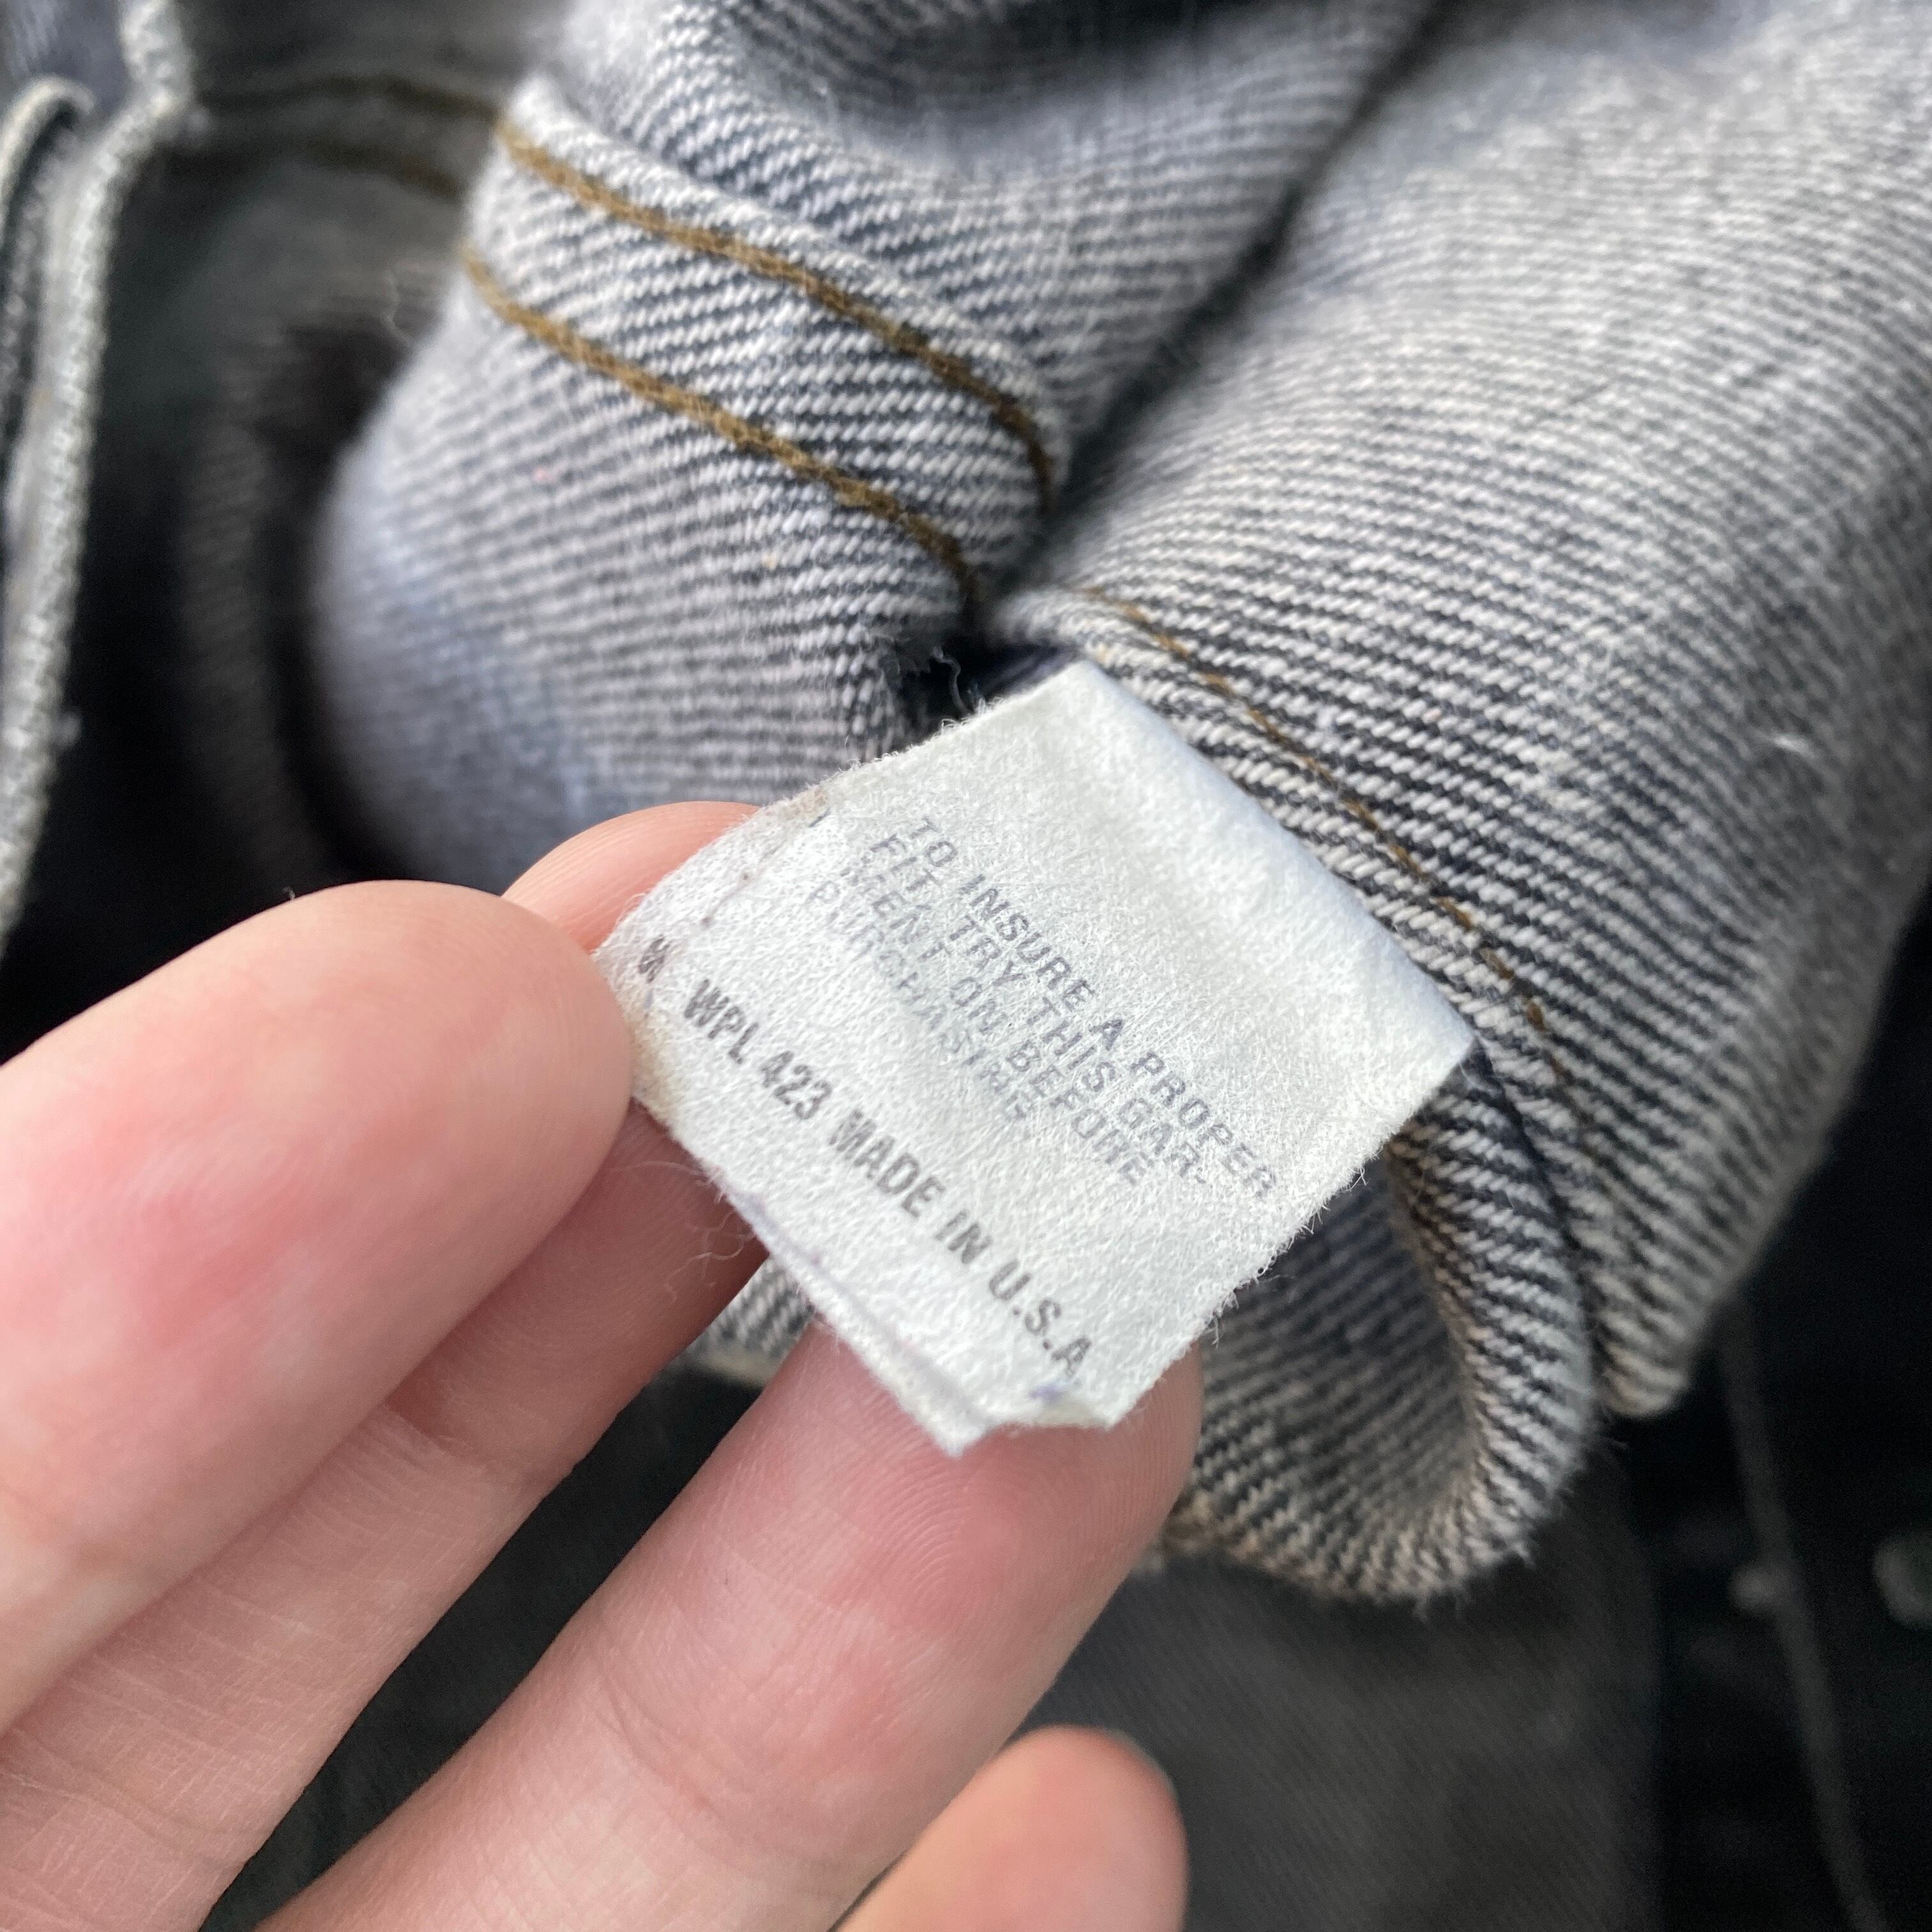 TO INSURE A PROPER
FIT TRY THIS GAR-
MENT ON BEFORE
PURCHASING
WPL 423 MADE IN U.S.A